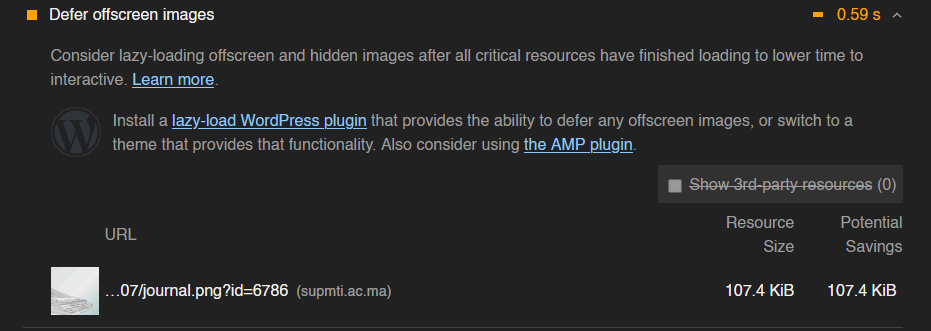 Defer offscreen images
0.59 s
Consider lazy-loading offscreen and hidden images after all critical resources have finished loading to lower time to
interactive. Learn more.
Install a lazy-load WordPress plugin that provides the ability to defer any offscreen images, or switch to a
theme that provides that functionality. Also consider using the AMP plugin.
Show 3rd-party resources (0)
URL
Resource
Size
Potential
Savings
...07/journal.png?id=6786 (supmti.ac.ma)
107.4 KiB
107.4 KiB